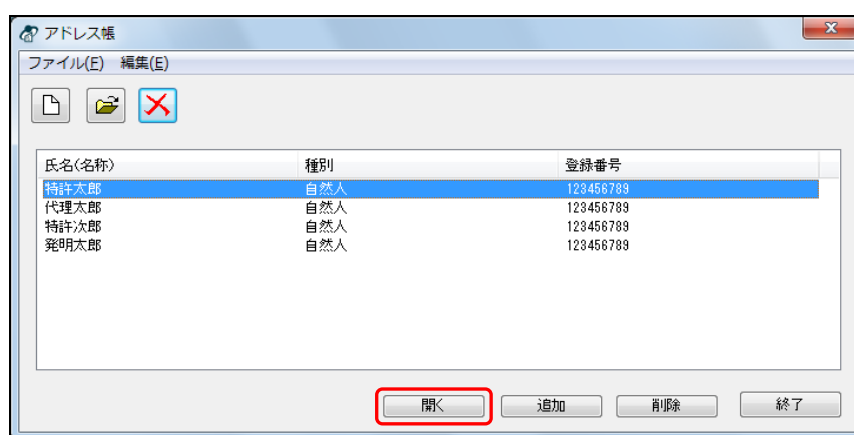 アドレス帳
ファイル(F) 編集(E)
氏名(名称) 種別 登録番号
特許太郎 自然人 123456789
代理太郎 自然人 123456789
特許次郎 自然人 123456789
発明太郎 自然人 123456789
開く 追加 削除 終了